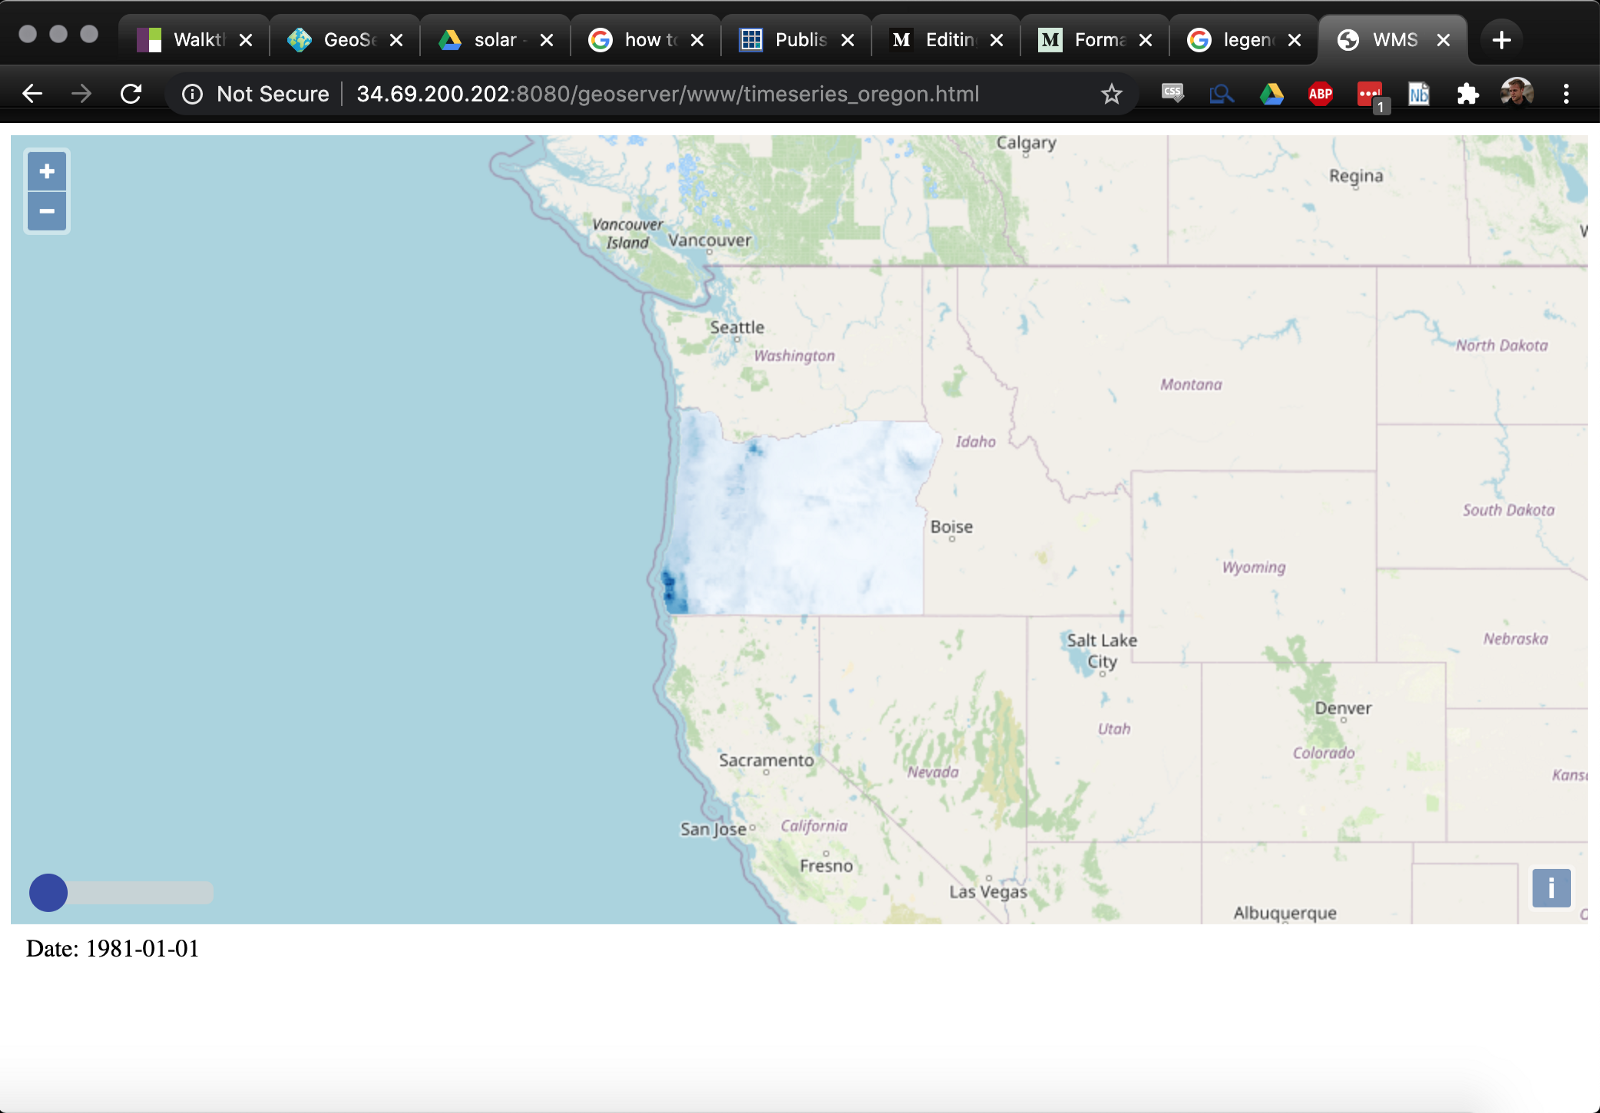 Walkt
GeoSe
solar -
how to
Publis
Editin
Forma
legen
WMS
Not Secure
34.69.200.202:8080/geoserver/www/timeseries_oregon.html
CSS
ABP
1
Nb
+
−
Calgary
Regina
Vancouver
Island
Vancouver
Seattle
Washington
North Dakota
Montana
Idaho
South Dakota
Boise
Wyoming
Salt Lake
City
Nebraska
Denver
Utah
Colorado
Sacramento
Nevada
Kans
San Jose
California
Fresno
Las Vegas
Albuquerque
i
Date: 1981-01-01